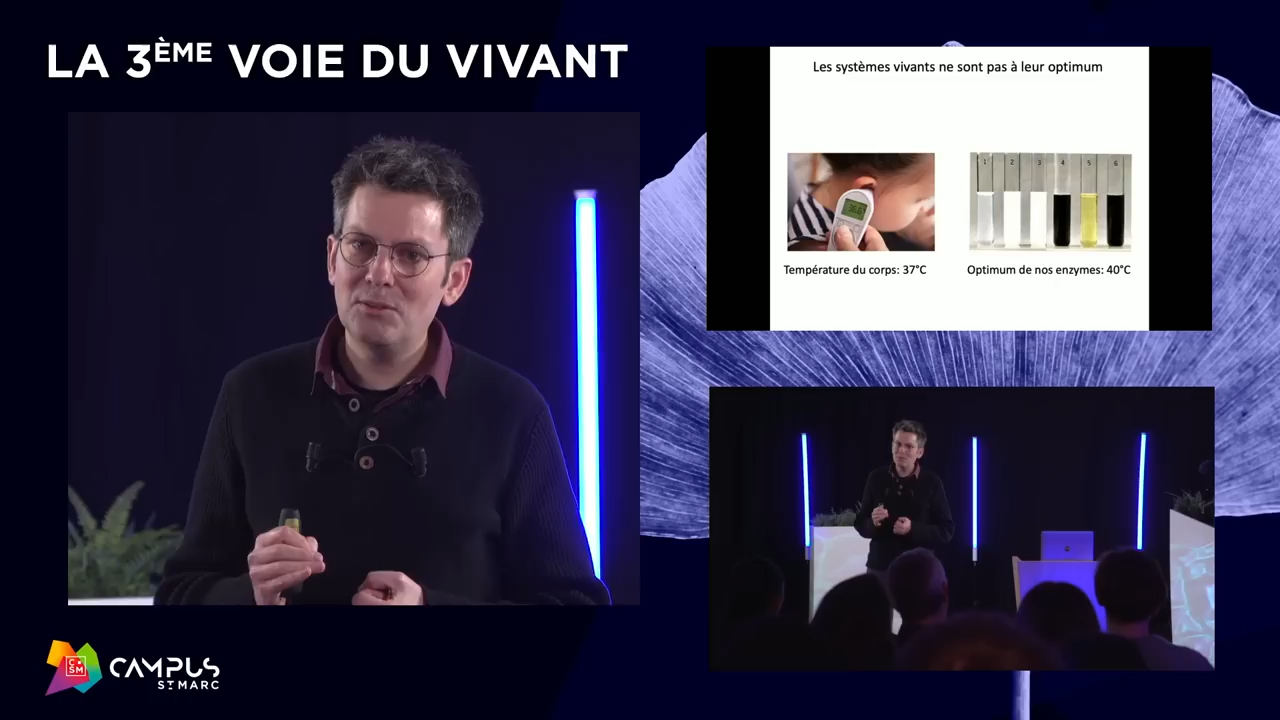 LA 3ÈME VOIE DU VIVANT
Les systèmes vivants ne sont pas à leur optimum
1 2 3 4 5 6
Température du corps: 37°C
Optimum de nos enzymes: 40°C
C.
SM
CAMPUS
ST MARC